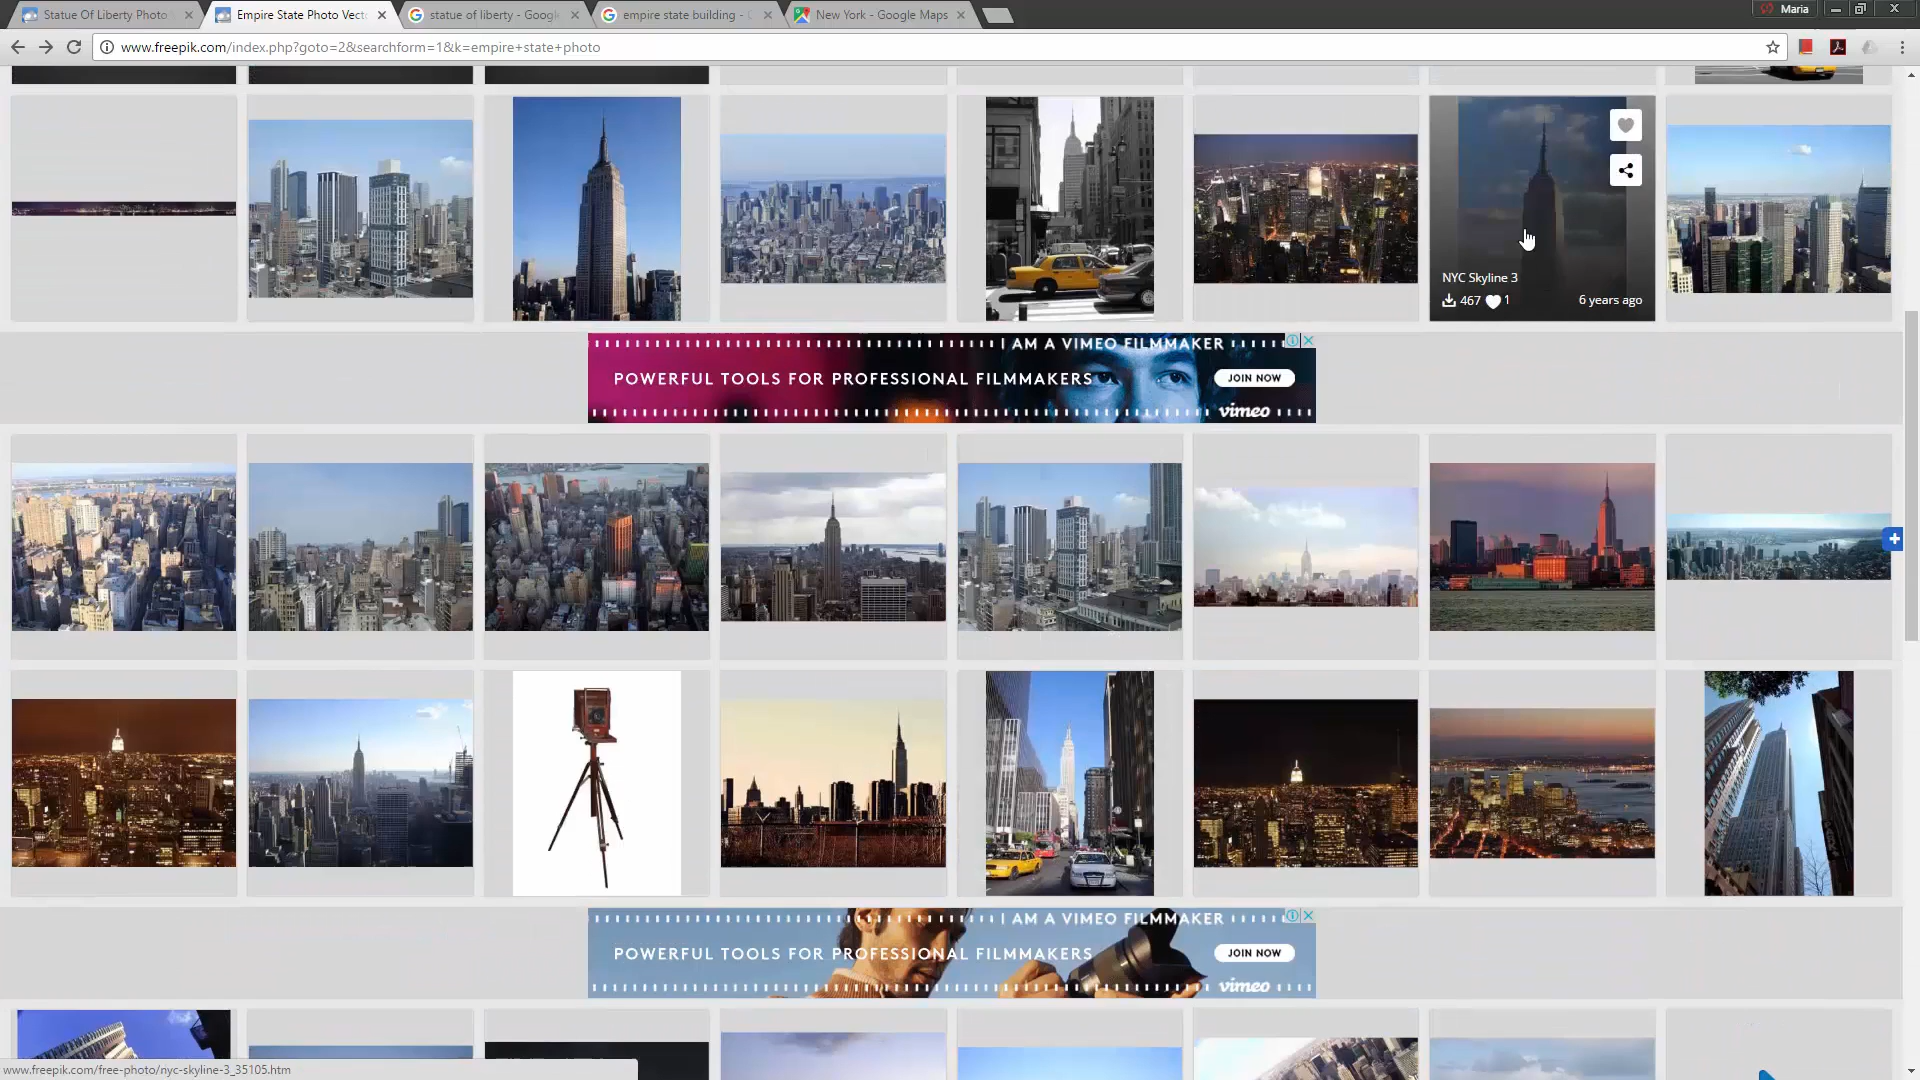 Statue Of Liberty Photo
Empire State Photo Vect
statue of liberty - Googl
empire state building - G
New York - Google Maps
Maria
www.freepik.com/index.php?goto=2&searchform=1&k=empire+state+photo
NYC Skyline 3
467 1 6 years ago
I AM A VIMEO FILMMAKER
POWERFUL TOOLS FOR PROFESSIONAL FILMMAKERS
JOIN NOW
vimeo
I AM A VIMEO FILMMAKER
POWERFUL TOOLS FOR PROFESSIONAL FILMMAKERS
JOIN NOW
vimeo
www.freepik.com/free-photo/nyc-skyline-3_35105.htm